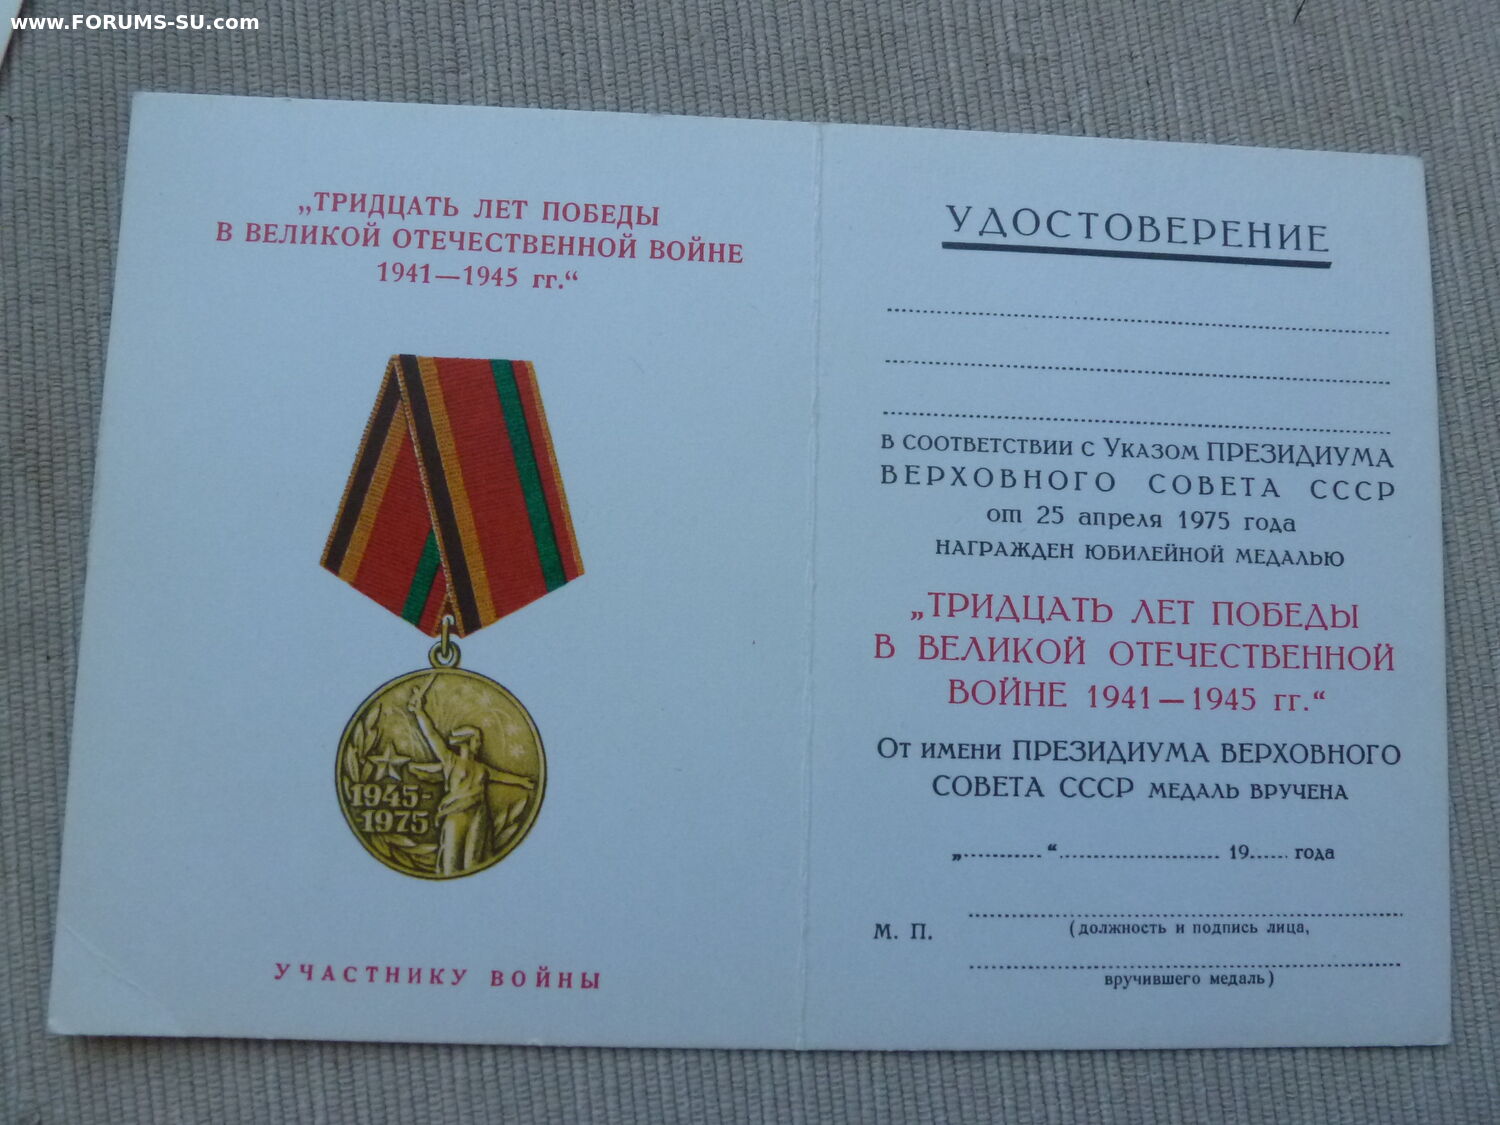 www.FORUMS-SU.com
„ТРИДЦАТЬ ЛЕТ ПОБЕДЫ
В ВЕЛИКОЙ ОТЕЧЕСТВЕННОЙ ВОЙНЕ
1941—1945 гг.“
1945-
1975
УЧАСТНИКУ ВОЙНЫ
УДОСТОВЕРЕНИЕ
В СООТВЕТСТВИИ С УКАЗОМ ПРЕЗИДИУМА
ВЕРХОВНОГО СОВЕТА СССР
от 25 апреля 1975 года
НАГРАЖДЕН ЮБИЛЕЙНОЙ МЕДАЛЬЮ
„ТРИДЦАТЬ ЛЕТ ПОБЕДЫ
В ВЕЛИКОЙ ОТЕЧЕСТВЕННОЙ
ВОЙНЕ 1941—1945 гг.“
ОТ ИМЕНИ ПРЕЗИДИУМА ВЕРХОВНОГО
СОВЕТА СССР МЕДАЛЬ ВРУЧЕНА
„...........“....................... 19...... года
М. П.
(должность и подпись лица,
вручившего медаль)